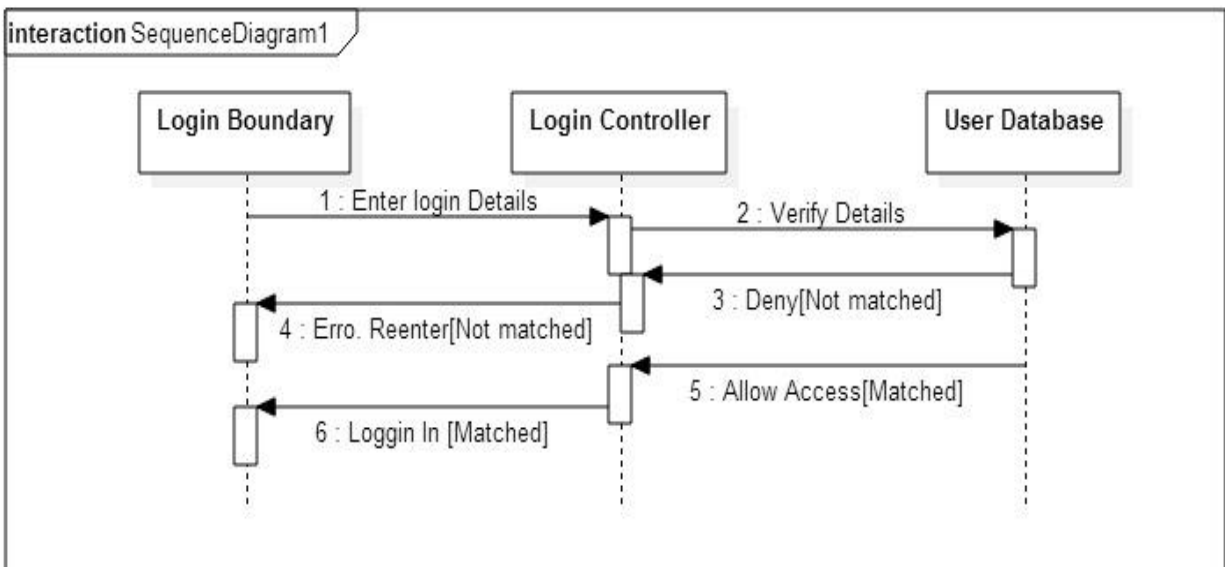 interaction SequenceDiagram1
Login Boundary
Login Controller
User Database
1 : Enter login Details
2 : Verify Details
3 : Deny[Not matched]
4 : Erro. Reenter[Not matched]
5 : Allow Access[Matched]
6 : Loggin In [Matched]